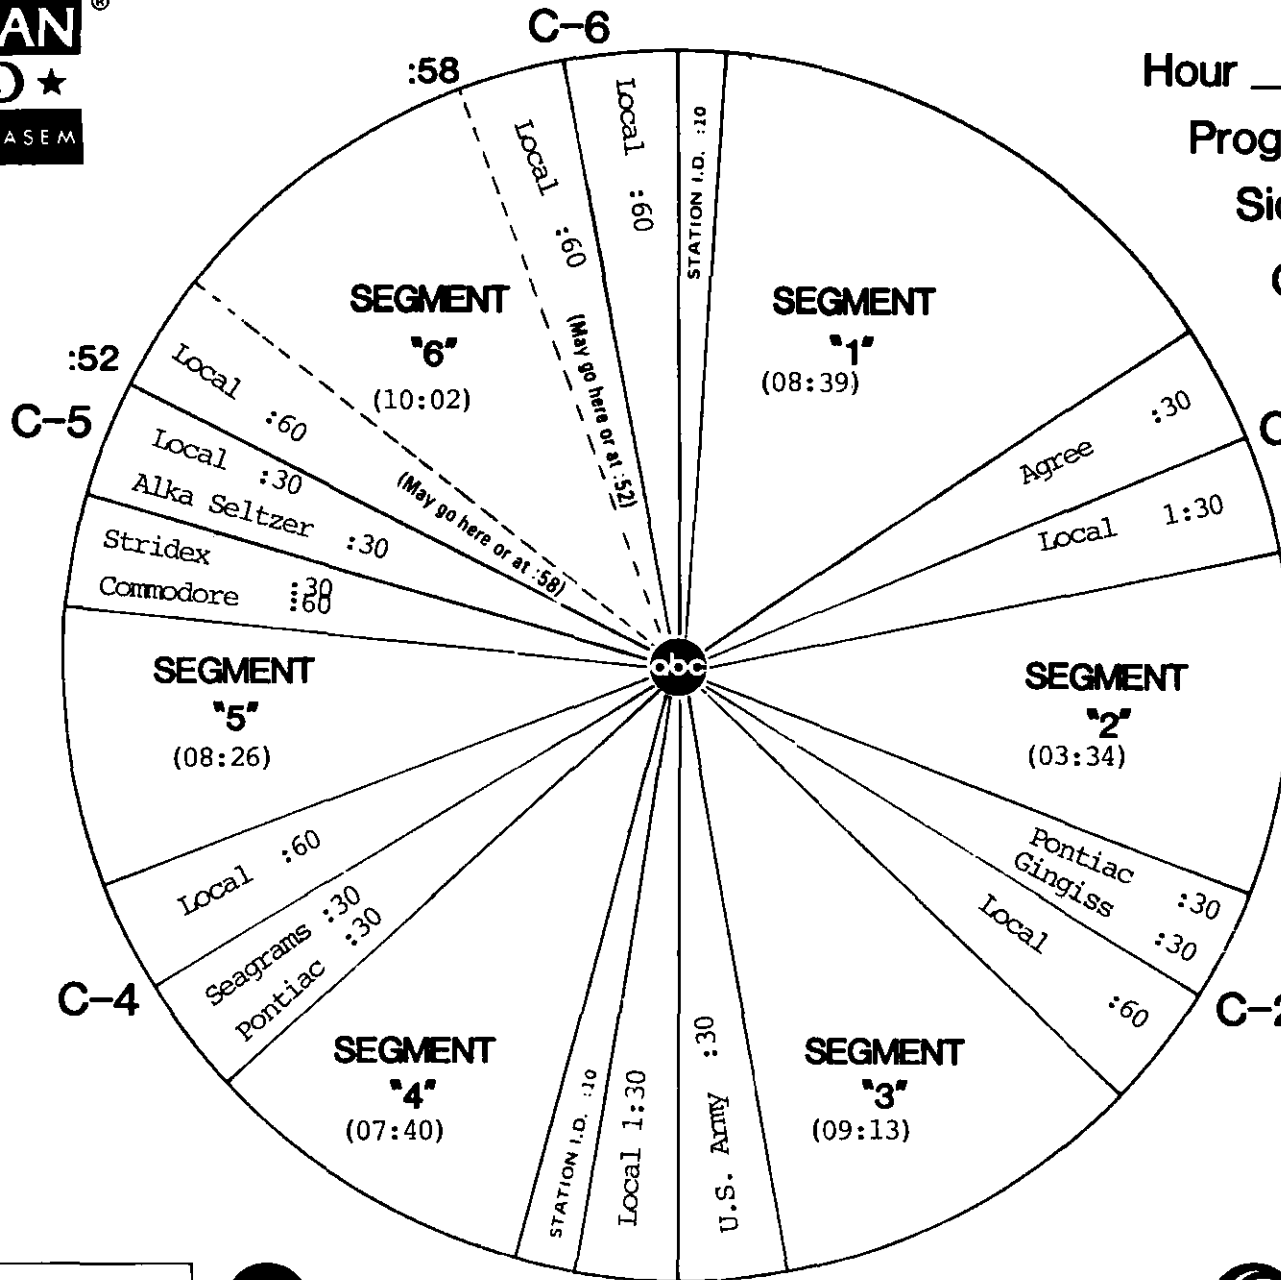 AN ®
ASEM
C-6
:58
Hour
Prog
Local :60
Local :60
STATION I.D. :10
SEGMENT
"6"
(10:02)
(May go here or at :52)
SEGMENT
"1"
(08:39)
:52
C-5
Local :60
(May go here or at :58)
Local :30
Alka Seltzer :30
Stridex :30
Commodore :60
Agree :30
Local 1:30
abc
SEGMENT
"5"
(08:26)
SEGMENT
"2"
(03:34)
Local :60
Seagrams :30
Pontiac :30
C-4
Pontiac :30
Gingiss :30
Local :60
C-2
SEGMENT
"4"
(07:40)
STATION I.D. :10
Local 1:30
U.S. Army :30
SEGMENT
"3"
(09:13)